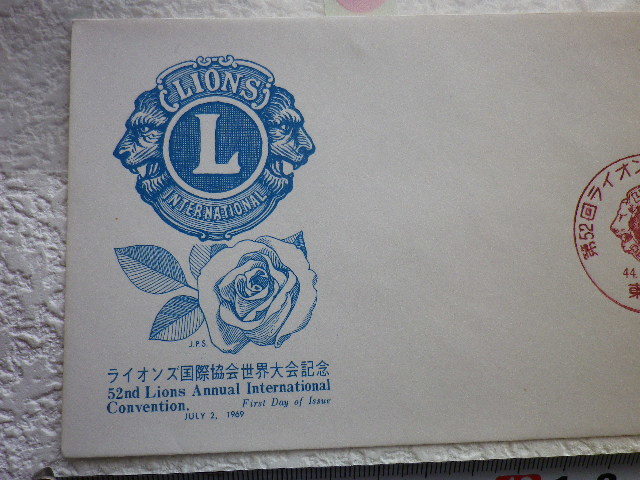 LIONS
L
INTERNATIONAL
J.P.S.
ライオンズ国際協会世界大会記念
52nd Lions Annual International
Convention. First Day of Issue
JULY 2, 1969
第52回ライオン
44.
東